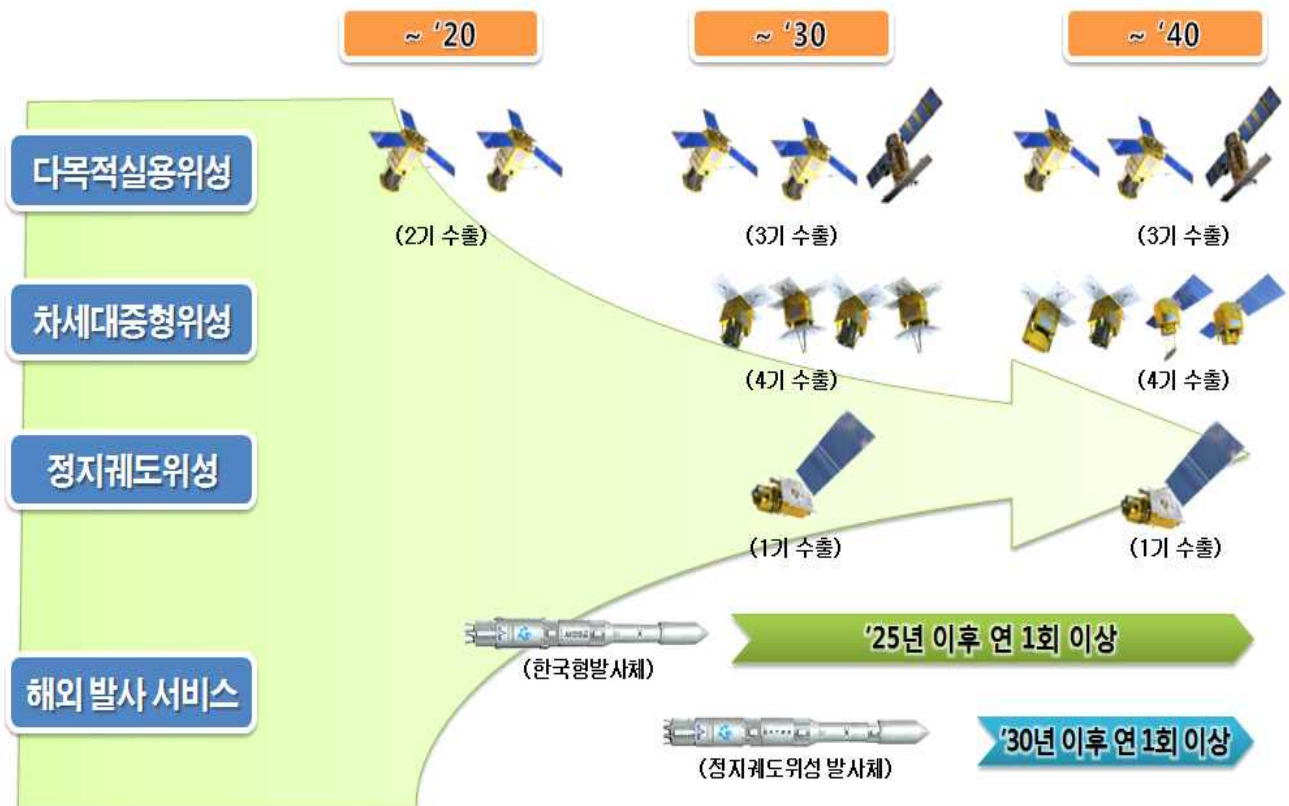 ~ '20
~ '30
~ '40
다목적실용위성
(2기 수출)
(3기 수출)
(3기 수출)
차세대중형위성
(4기 수출)
(4기 수출)
정지궤도위성
(1기 수출)
(1기 수출)
해외 발사 서비스
(한국형발사체)
'25년 이후 연 1회 이상
(정지궤도위성 발사체)
'30년 이후 연 1회 이상